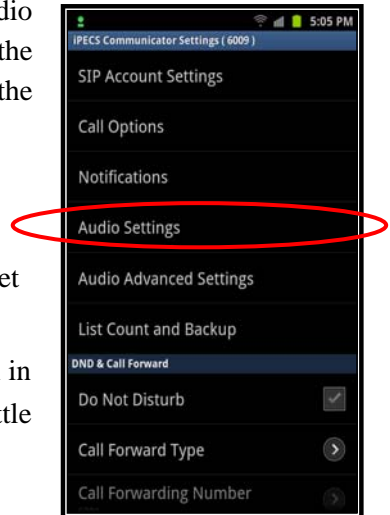 dio
the
the
et
in
ttle
5:05 PM
iPECS Communicator Settings ( 6009 )
SIP Account Settings
Call Options
Notifications
Audio Settings
Audio Advanced Settings
List Count and Backup
DND & Call Forward
Do Not Disturb
Call Forward Type
Call Forwarding Number